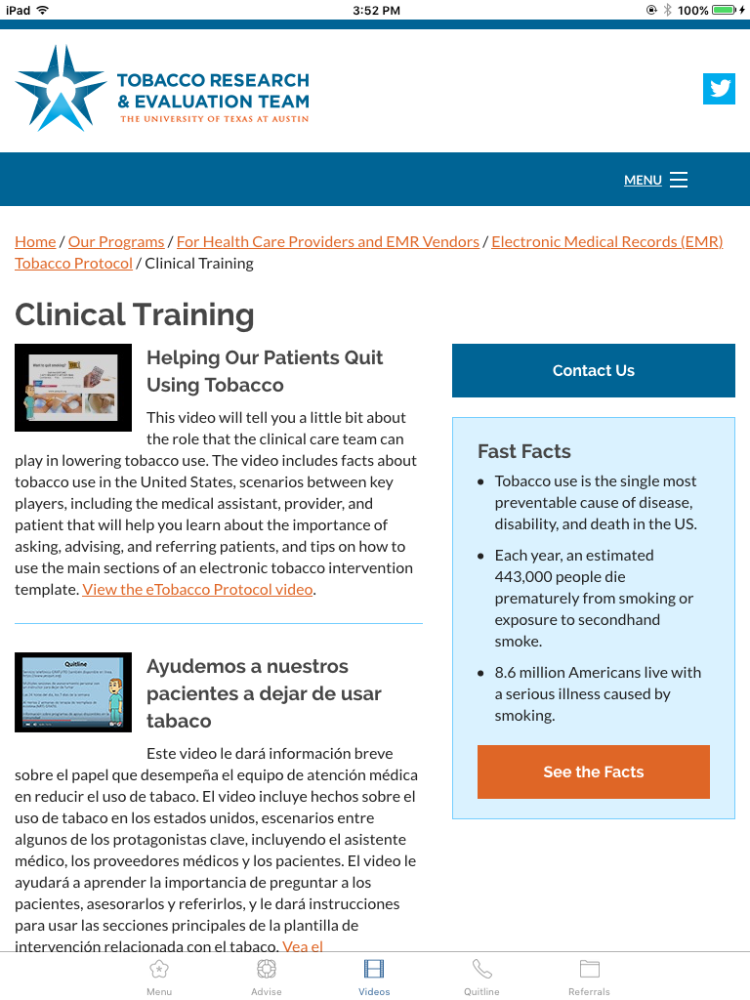 iPad
3:52 PM
100%
TOBACCO RESEARCH
& EVALUATION TEAM
THE UNIVERSITY OF TEXAS AT AUSTIN
MENU
Home / Our Programs / For Health Care Providers and EMR Vendors / Electronic Medical Records (EMR)
Tobacco Protocol / Clinical Training
Clinical Training
Helping Our Patients Quit
Using Tobacco
This video will tell you a little bit about
the role that the clinical care team can
play in lowering tobacco use. The video includes facts about
tobacco use in the United States, scenarios between key
players, including the medical assistant, provider, and
patient that will help you learn about the importance of
asking, advising, and referring patients, and tips on how to
use the main sections of an electronic tobacco intervention
template. View the eTobacco Protocol video.
Quitline
Ayudemos a nuestros
pacientes a dejar de usar
tabaco
Este video le dará información breve
sobre el papel que desempeña el equipo de atención médica
en reducir el uso de tabaco. El video incluye hechos sobre el
uso de tabaco en los estados unidos, escenarios entre
algunos de los protagonistas clave, incluyendo el asistente
médico, los proveedores médicos y los pacientes. El video le
ayudará a aprender la importancia de preguntar a los
pacientes, asesorarlos y referirlos, y le dará instrucciones
para usar las secciones principales de la plantilla de
intervención relacionada con el tabaco. Vea el
Contact Us
Fast Facts
• Tobacco use is the single most
preventable cause of disease,
disability, and death in the US.
• Each year, an estimated
443,000 people die
prematurely from smoking or
exposure to secondhand
smoke.
• 8.6 million Americans live with
a serious illness caused by
smoking.
See the Facts
Menu
Advise
Videos
Quitline
Referrals